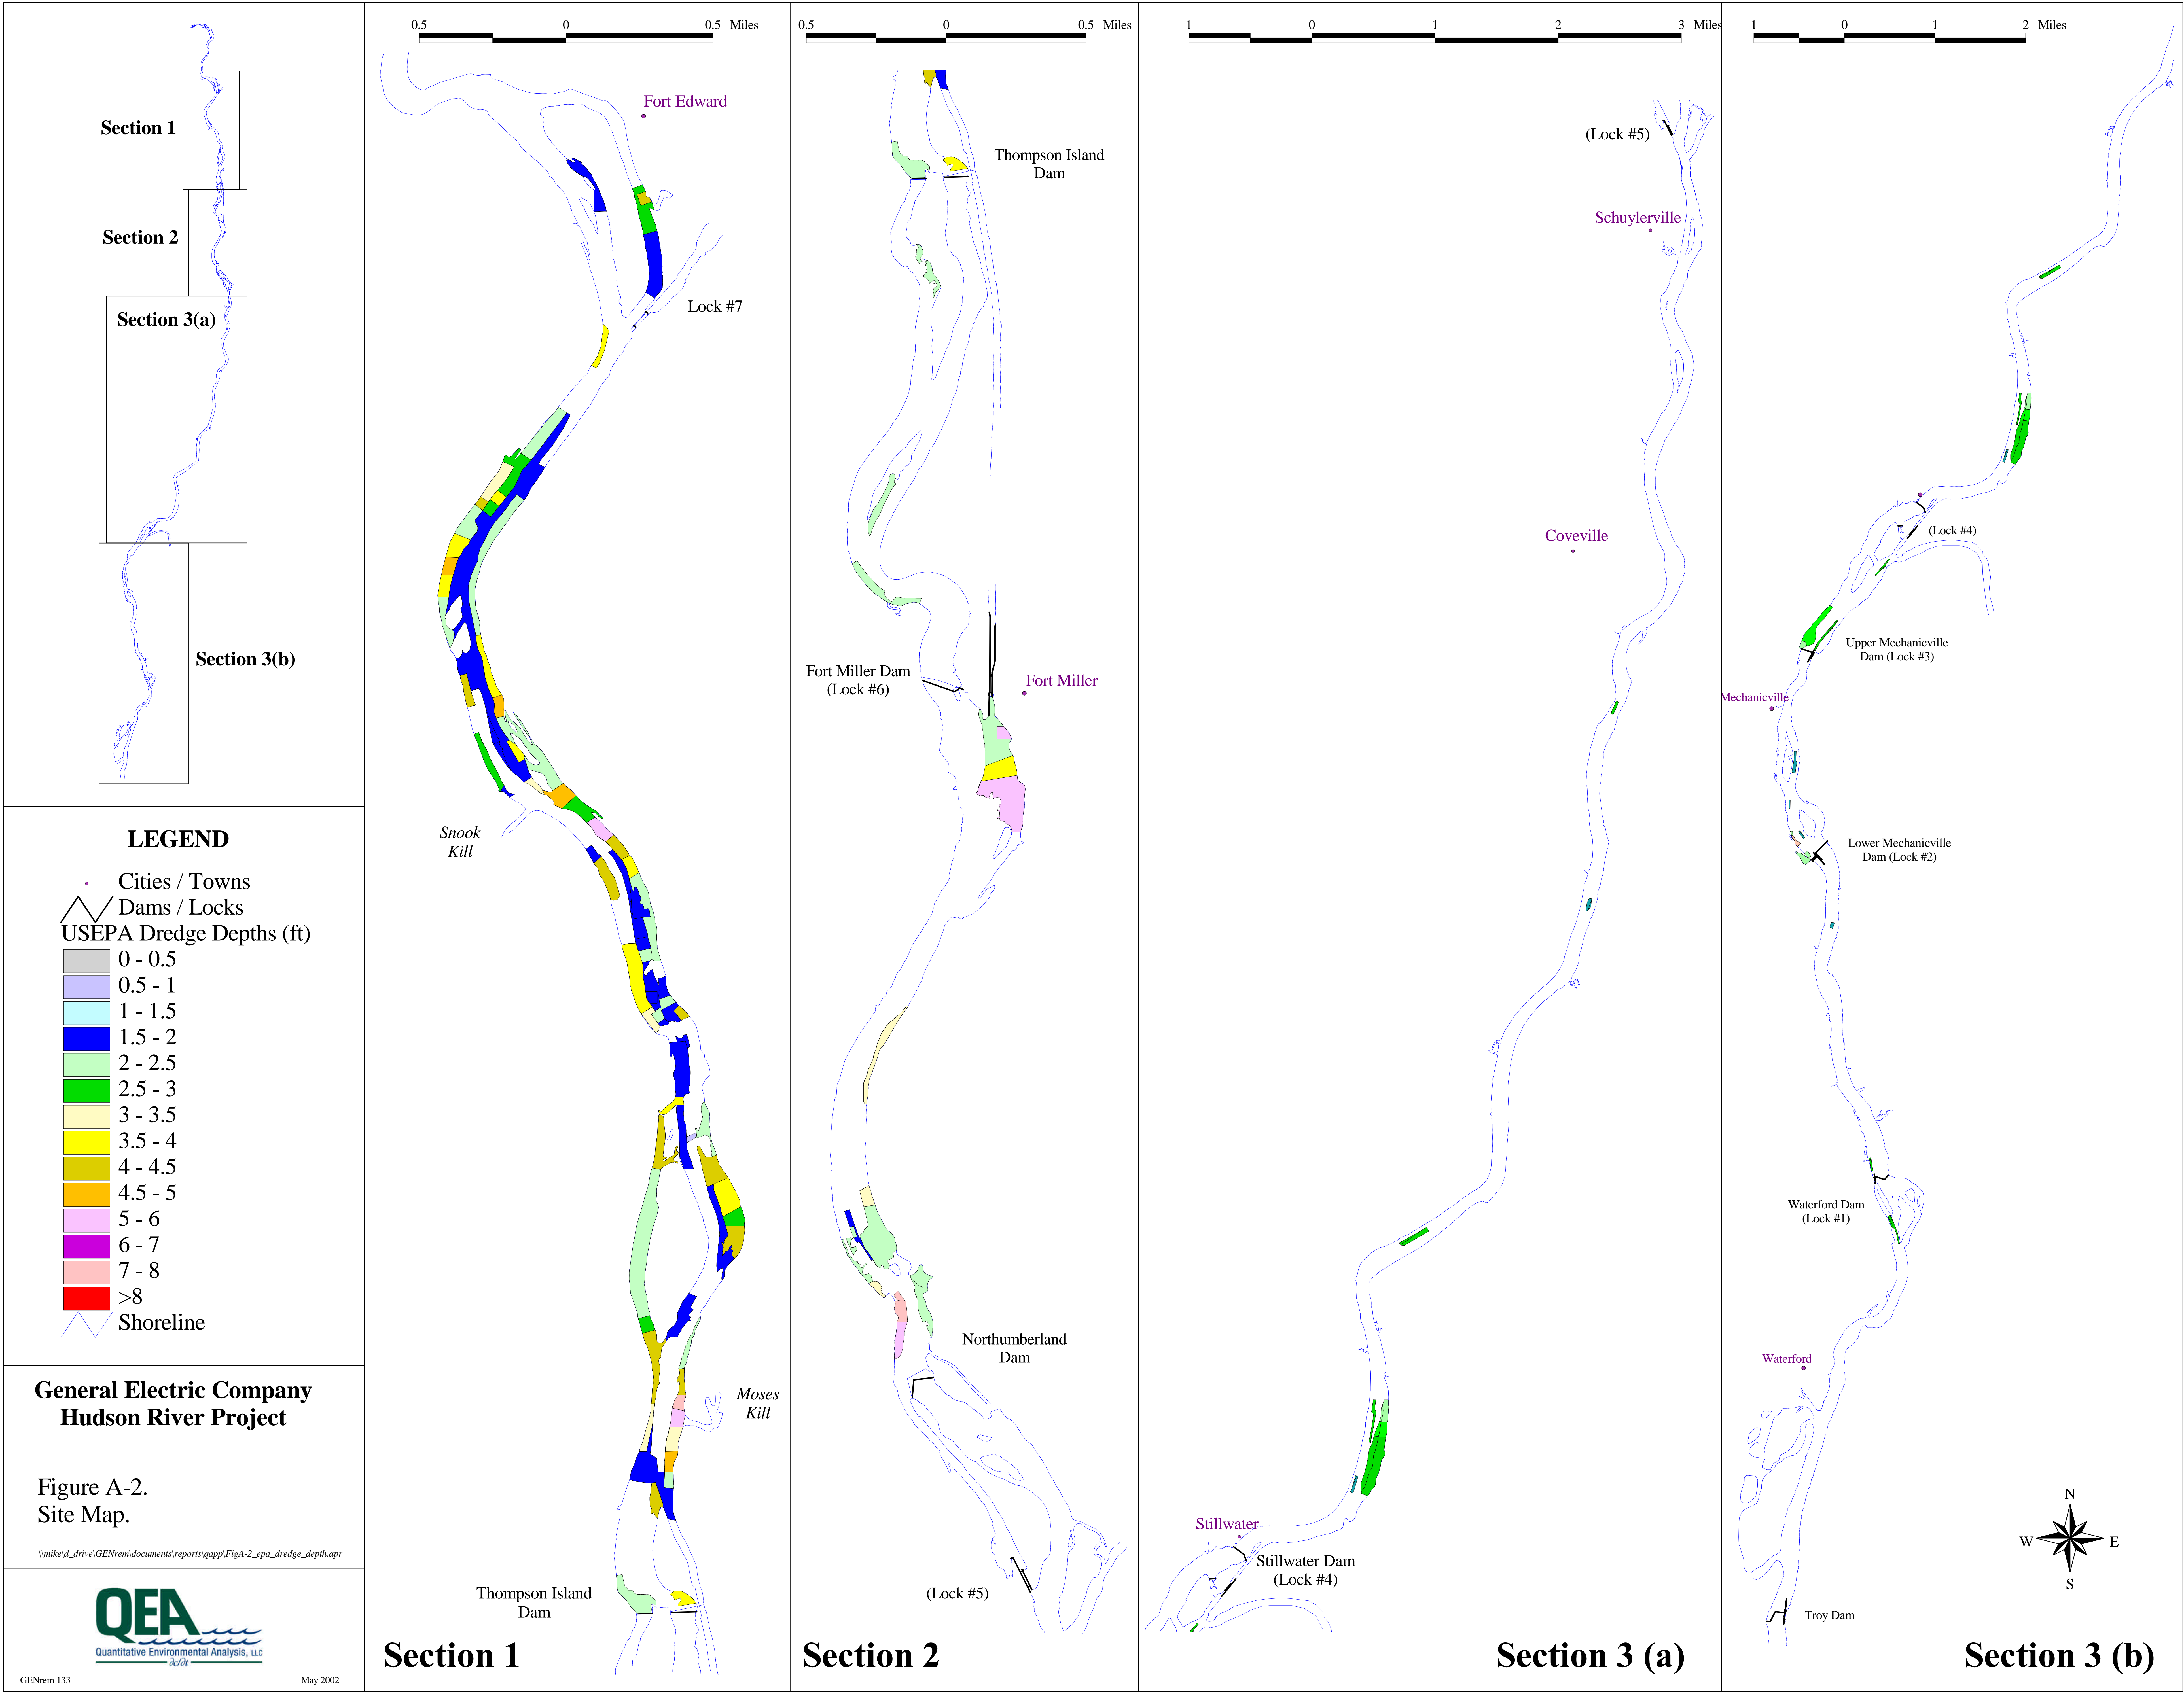 Section 1
Section 2
Section 3(a)
Section 3(b)
LEGEND
Cities / Towns
Dams / Locks
USEPA Dredge Depths (ft)
0 - 0.5
0.5 - 1
1 - 1.5
1.5 - 2
2 - 2.5
2.5 - 3
3 - 3.5
3.5 - 4
4 - 4.5
4.5 - 5
5 - 6
6 - 7
7 - 8
>8
Shoreline
General Electric Company
Hudson River Project
Figure A-2.
Site Map.
\\mike\d_drive\GENrem\documents\reports\qapp\FigA-2_epa_dredge_depth.apr
QEA
Quantitative Environmental Analysis, LLC
∂c/∂t
GENrem 133
May 2002
0.5 0 0.5 Miles
Fort Edward
Lock #7
Snook
Kill
Moses
Kill
Thompson Island
Dam
Section 1
0.5 0 0.5 Miles
Thompson Island
Dam
Fort Miller Dam
(Lock #6)
Fort Miller
Northumberland
Dam
(Lock #5)
Section 2
1 0 1 2 3 Miles
(Lock #5)
Schuylerville
Coveville
Stillwater
Stillwater Dam
(Lock #4)
Section 3 (a)
1 0 1 2 Miles
(Lock #4)
Upper Mechanicville
Dam (Lock #3)
Mechanicville
Lower Mechanicville
Dam (Lock #2)
Waterford Dam
(Lock #1)
Waterford
N
W E
S
Troy Dam
Section 3 (b)